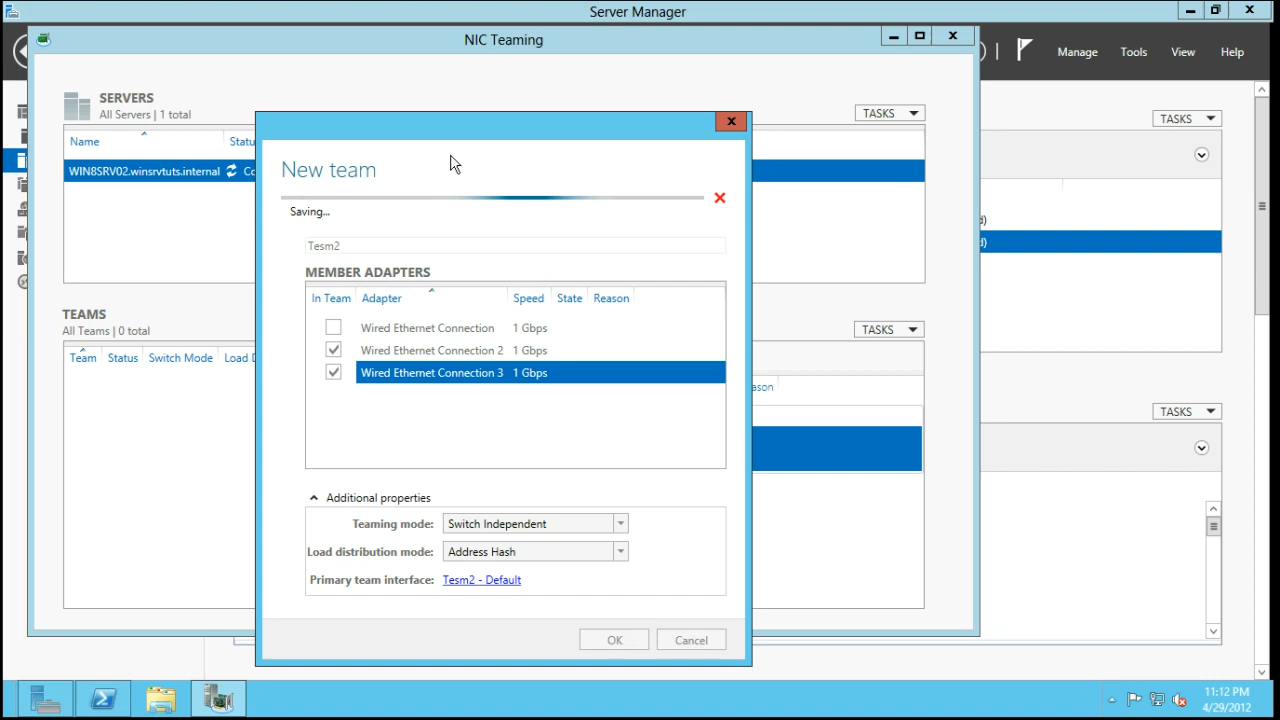 Server Manager
NIC Teaming
Manage Tools View Help
SERVERS
All Servers | 1 total
TASKS
TASKS
Name Statu
WIN8SRV02.winsrvtuts.internal Co
New team
Saving...
d)
d)
Tesm2
MEMBER ADAPTERS
In Team Adapter Speed State Reason
Wired Ethernet Connection 1 Gbps
Wired Ethernet Connection 2 1 Gbps
Wired Ethernet Connection 3 1 Gbps
TEAMS
All Teams | 0 total
TASKS
Team Status Switch Mode Load D
ason
TASKS
Additional properties
Teaming mode: Switch Independent
Load distribution mode: Address Hash
Primary team interface: Tesm2 - Default
OK Cancel
11:12 PM
4/29/2012